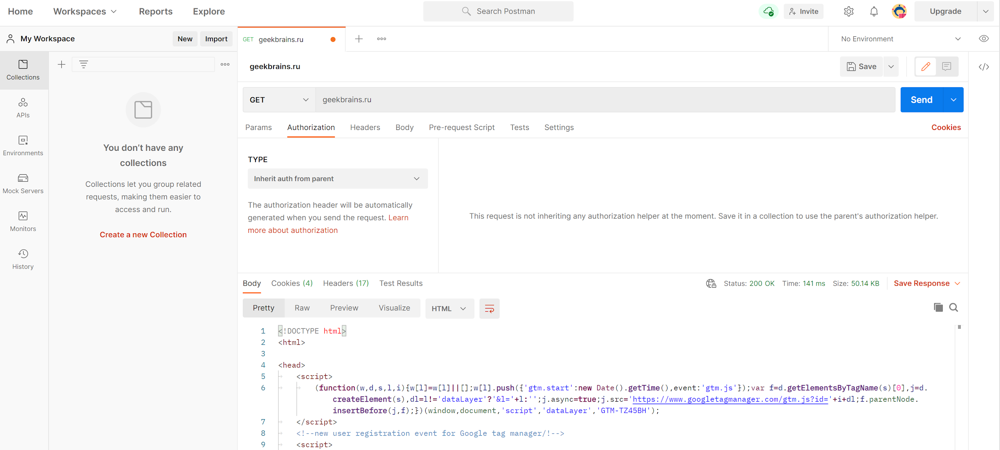 Home Workspaces Reports Explore Search Postman Invite Upgrade
My Workspace New Import GET geekbrains.ru No Environment
Collections
APIs
Environments
Mock Servers
Monitors
History
You don’t have any
collections
Collections let you group related
requests, making them easier to
access and run.
Create a new Collection
geekbrains.ru Save
GET geekbrains.ru Send
Params Authorization Headers Body Pre-request Script Tests Settings Cookies
TYPE
Inherit auth from parent
The authorization header will be automatically
generated when you send the request. Learn
more about authorization
This request is not inheriting any authorization helper at the moment. Save it in a collection to use the parent's authorization helper.
Body Cookies (4) Headers (17) Test Results Status: 200 OK Time: 141 ms Size: 50.14 KB Save Response
Pretty Raw Preview Visualize HTML
1 <!DOCTYPE html>
2 <html>
3
4 <head>
5 <script>
6 (function(w,d,s,l,i){w[l]=w[l]||[];w[l].push({'gtm.start':new Date().getTime(),event:'gtm.js'});var f=d.getElementsByTagName(s)[0],j=d.
createElement(s),dl=l!='dataLayer'?'&l='+l:'';j.async=true;j.src='https://www.googletagmanager.com/gtm.js?id='+i+dl;f.parentNode.
insertBefore(j,f);})(window,document,'script','dataLayer','GTM-TZ45BH');
7 </script>
8 <!--new user registration event for Google tag manager/!-->
9 <script>